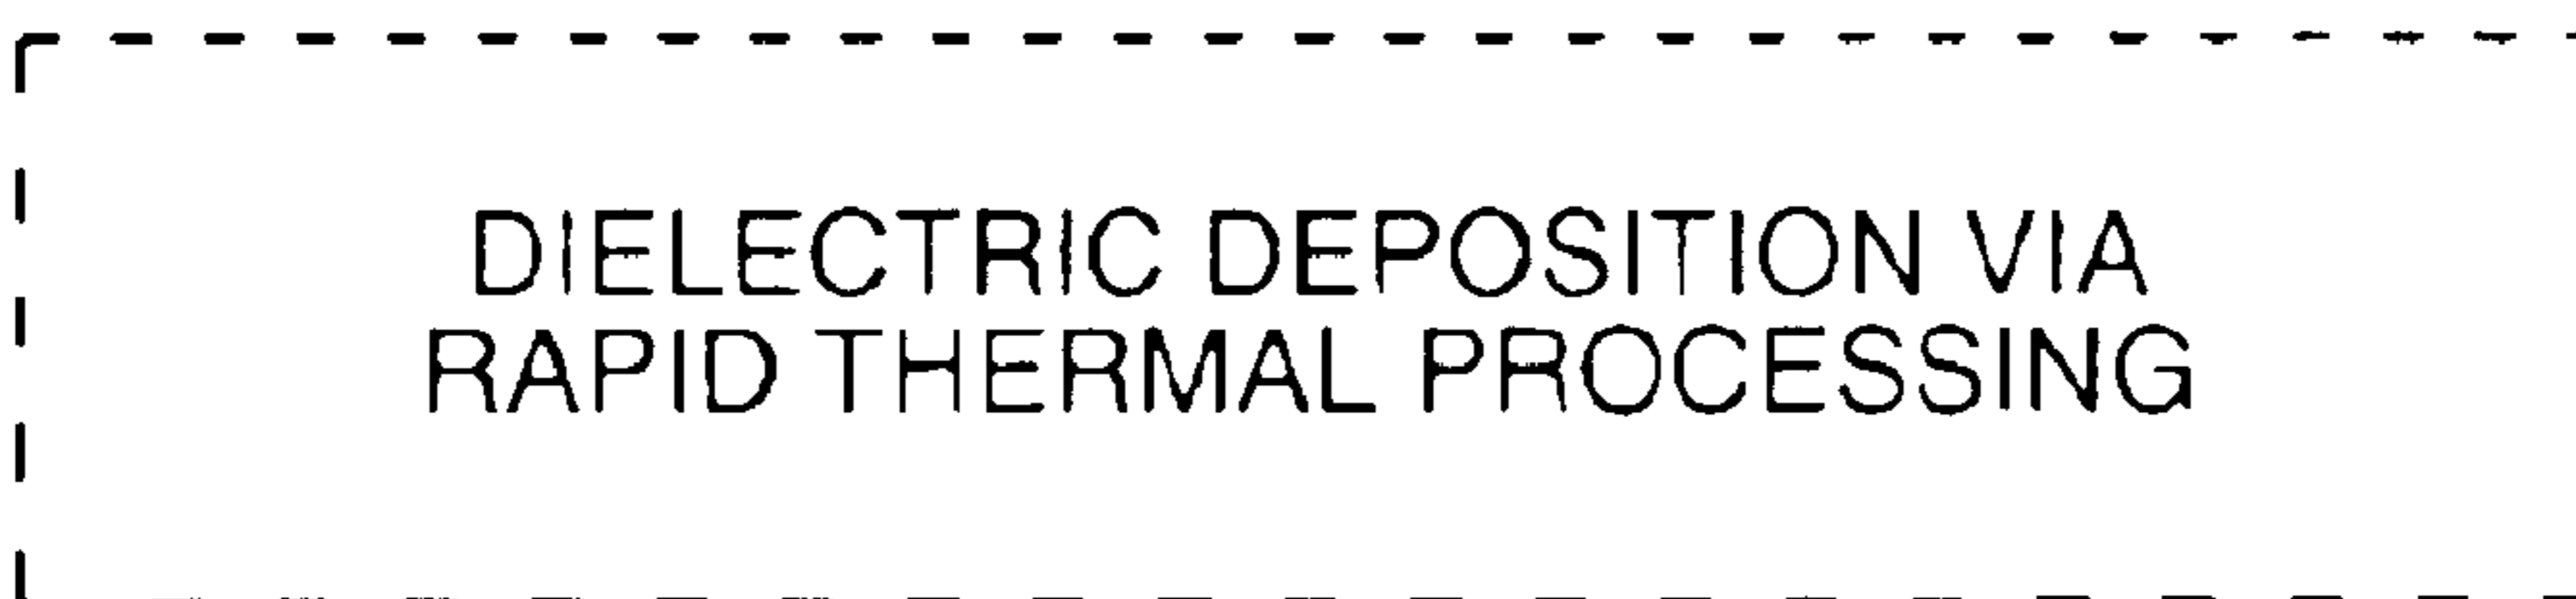 DIELECTRIC DEPOSITION VIA
RAPID THERMAL PROCESSING